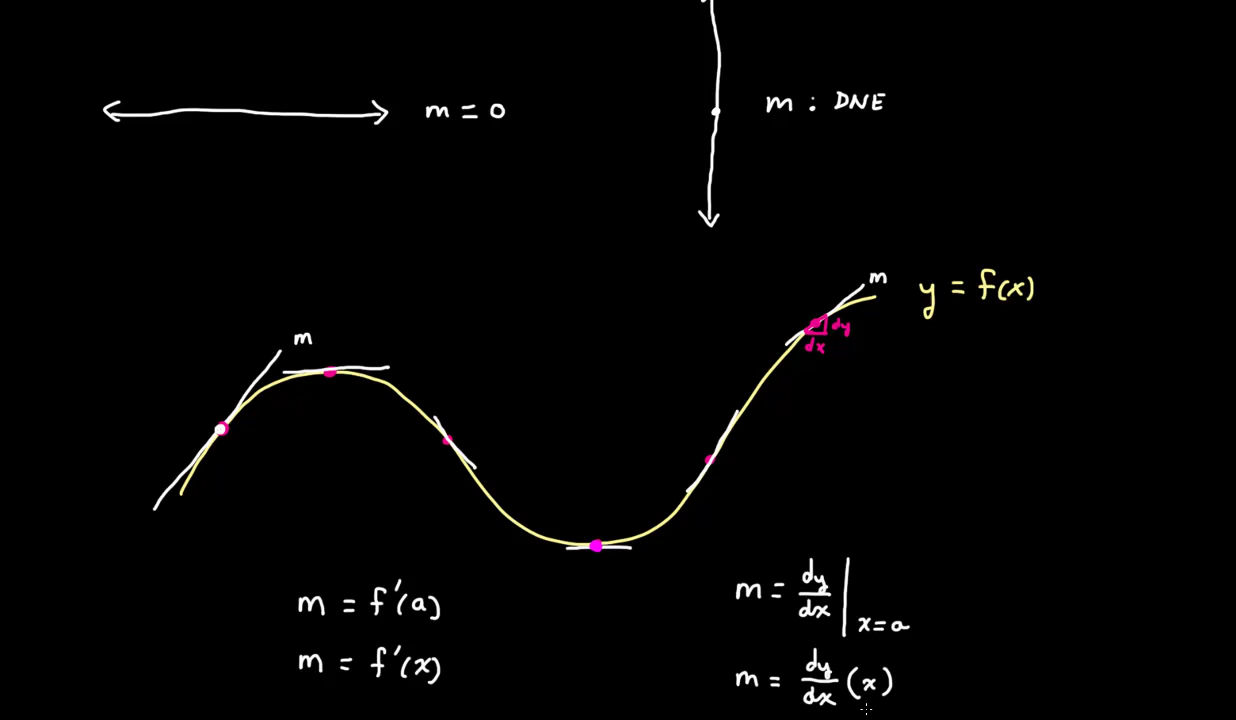 m = 0
m : DNE
m
y = f(x)
dy
dx
m
m = f'(a)
m = dy/dx | x=a
m = f'(x)
m = dy/dx (x)